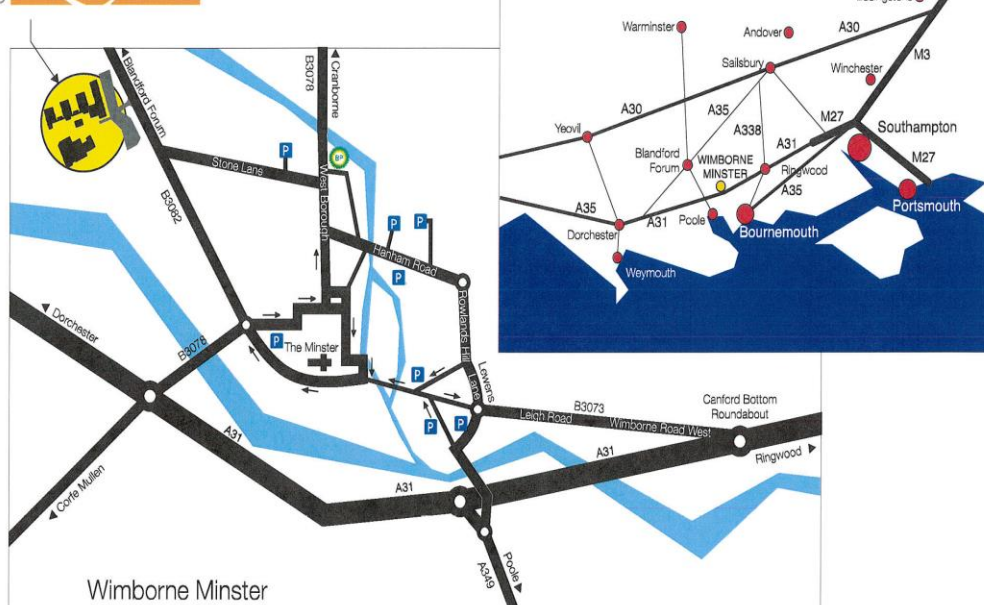 Warminster
Andover
A30
M3
Sailsbury
Winchester
A30
A35
M27
Southampton
Yeovil
A338
A31
M27
Blandford
Forum
WIMBORNE
MINSTER
Ringwood
A35
Portsmouth
A35
A31
Poole
Bournemouth
Dorchester
Weymouth
Blandford Forum
B3078
Cranborne
P
BP
Stone Lane
West Borough
B3082
P
P
Hanham Road
P
Rowlands Hill
Dorchester
B3078
P
The Minster
P
Lewens
Lane
Canford Bottom
Roundabout
B3073
Leigh Road
Wimborne Road West
P
P
A31
A31
Ringwood
Corfe Mullen
A31
Poole
A349
Wimborne Minster